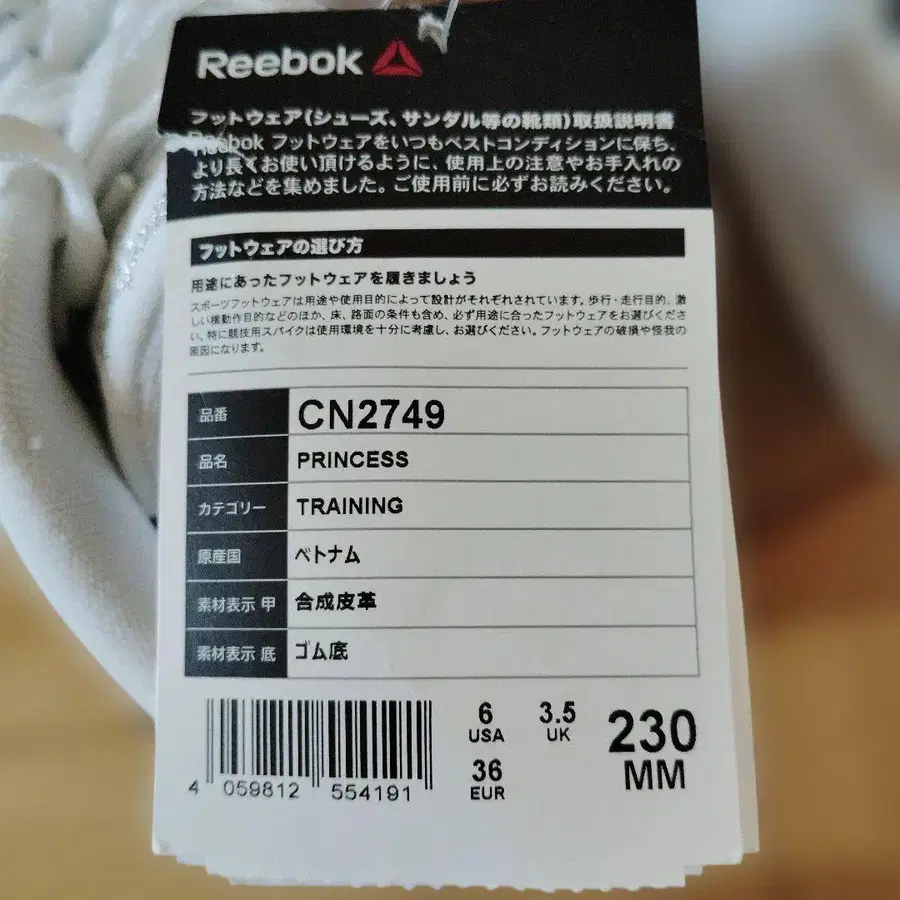 Reebok
フットウェア(シューズ、サンダル等の靴類)取扱説明書
Reebok フットウェアをいつもベストコンディションに保ち、
より長くお使い頂けるように、使用上の注意やお手入れの
方法などを集めました。ご使用前に必ずお読みください。
フットウェアの選び方
用途にあったフットウェアを履きましょう
スポーツフットウェアは用途や使用目的によって設計がそれぞれされています。歩行・走行目的、激
しい横動作目的などのほか、床、路面の条件も含め、必ず用途に合ったフットウェアをお選びくださ
い。特に競技用スパイクは使用環境を十分に考慮し、お選びください。フットウェアの破損や怪我の
原因になります。
品番 CN2749
品名 PRINCESS
カテゴリー TRAINING
原産国 ベトナム
素材表示 甲 合成皮革
素材表示 底 ゴム底
6 3.5 230
USA UK MM
36
EUR
4 059812 554191